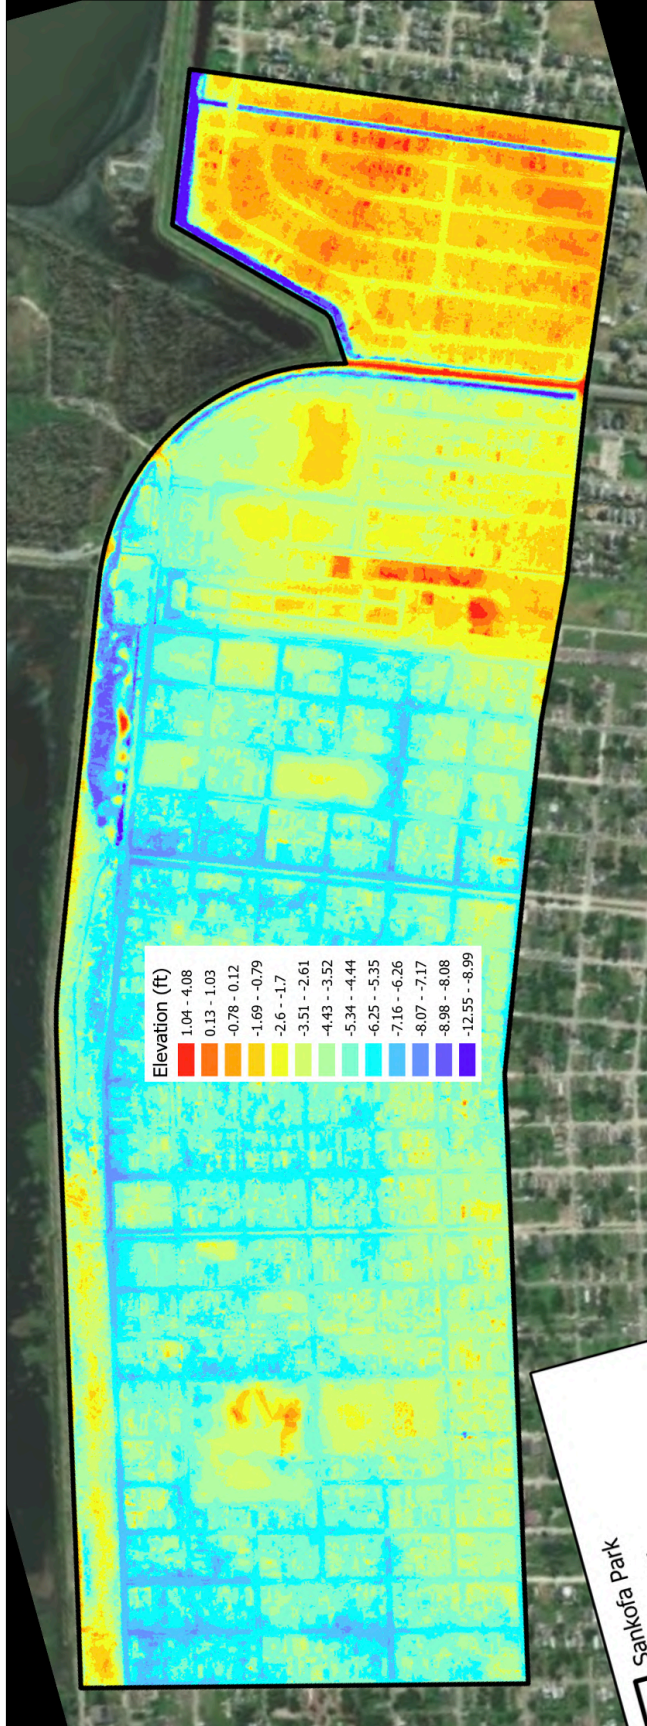 Elevation (ft)
1.04 - 4.08
0.13 - 1.03
-0.78 - 0.12
-1.69 - -0.79
-2.6 - -1.7
-3.51 - -2.61
-4.43 - -3.52
-5.34 - -4.44
-6.25 - -5.35
-7.16 - -6.26
-8.07 - -7.17
-8.98 - -8.08
-12.55 - -8.99
Sankofa Park